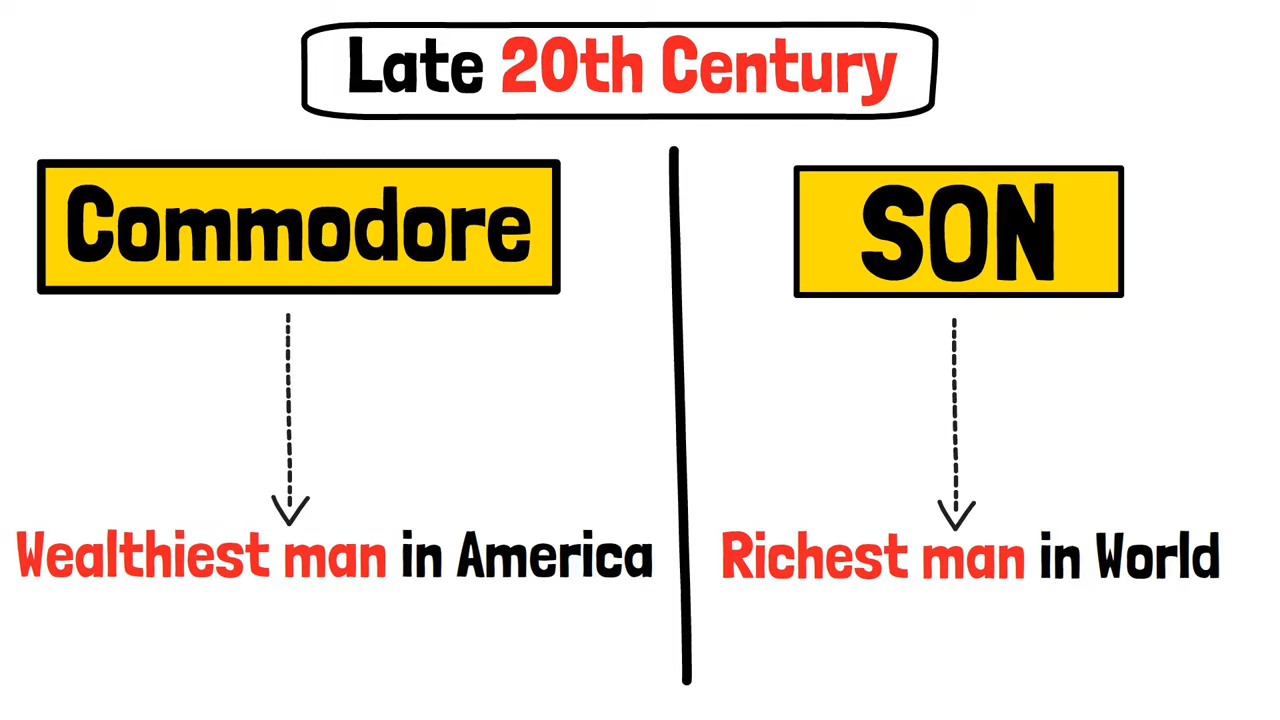 Late 20th Century
Commodore
SON
Wealthiest man in America
Richest man in World